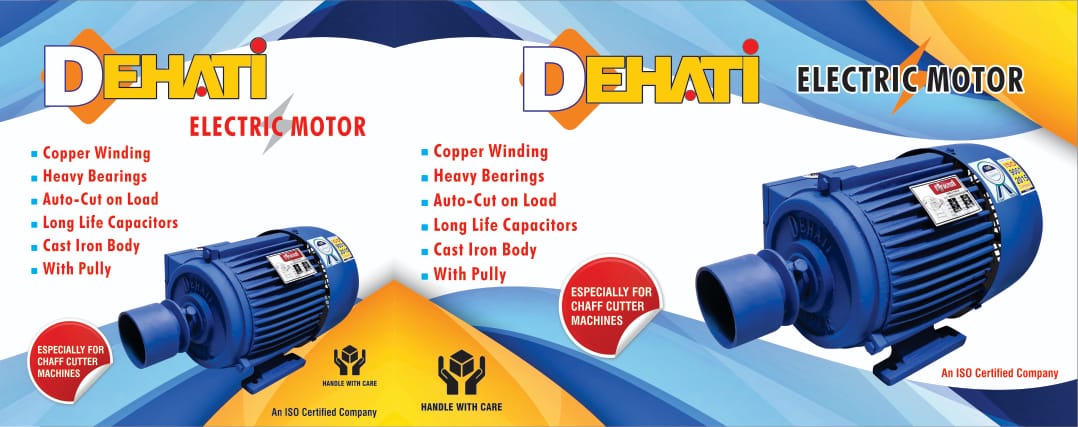 DEHATI
ELECTRIC MOTOR
Copper Winding
Heavy Bearings
Auto-Cut on Load
Long Life Capacitors
Cast Iron Body
With Pully
ESPECIALLY FOR
CHAFF CUTTER
MACHINES
DEHATI
HANDLE WITH CARE
An ISO Certified Company
DEHATI
ELECTRIC MOTOR
Copper Winding
Heavy Bearings
Auto-Cut on Load
Long Life Capacitors
Cast Iron Body
With Pully
ESPECIALLY FOR
CHAFF CUTTER
MACHINES
DEHATI
HANDLE WITH CARE
An ISO Certified Company